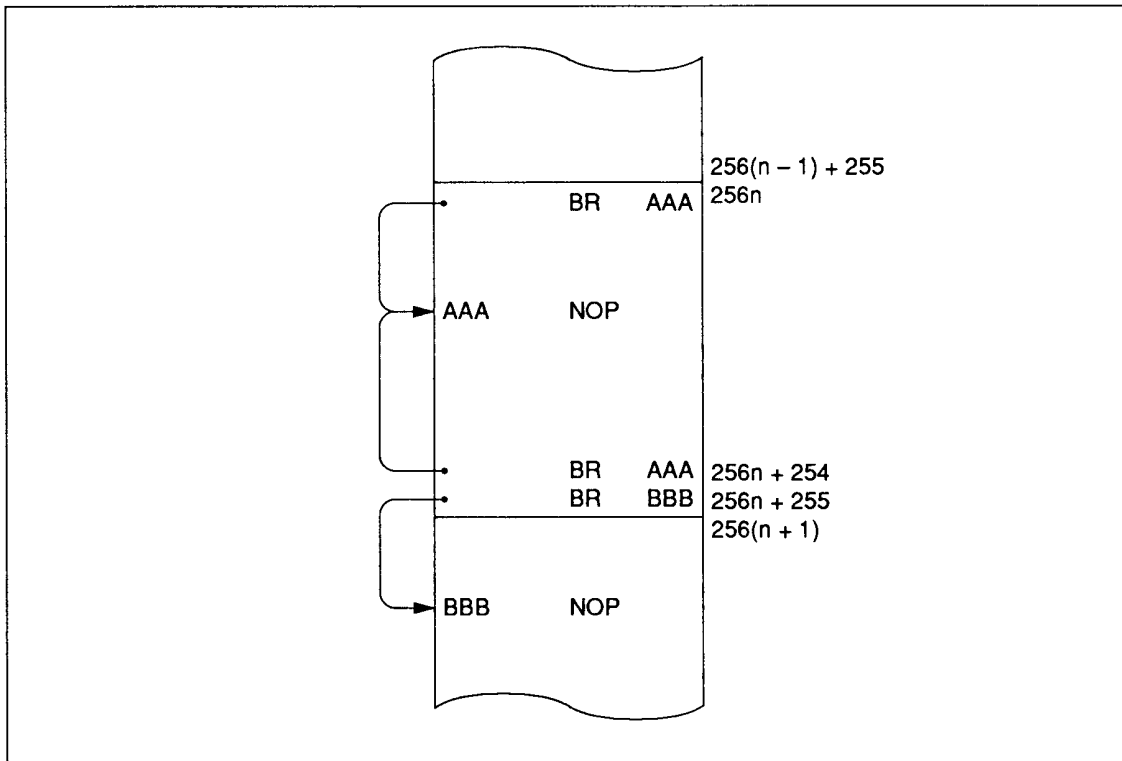 256(n – 1) + 255
BR AAA 256n
AAA NOP
BR AAA 256n + 254
BR BBB 256n + 255
256(n + 1)
BBB NOP